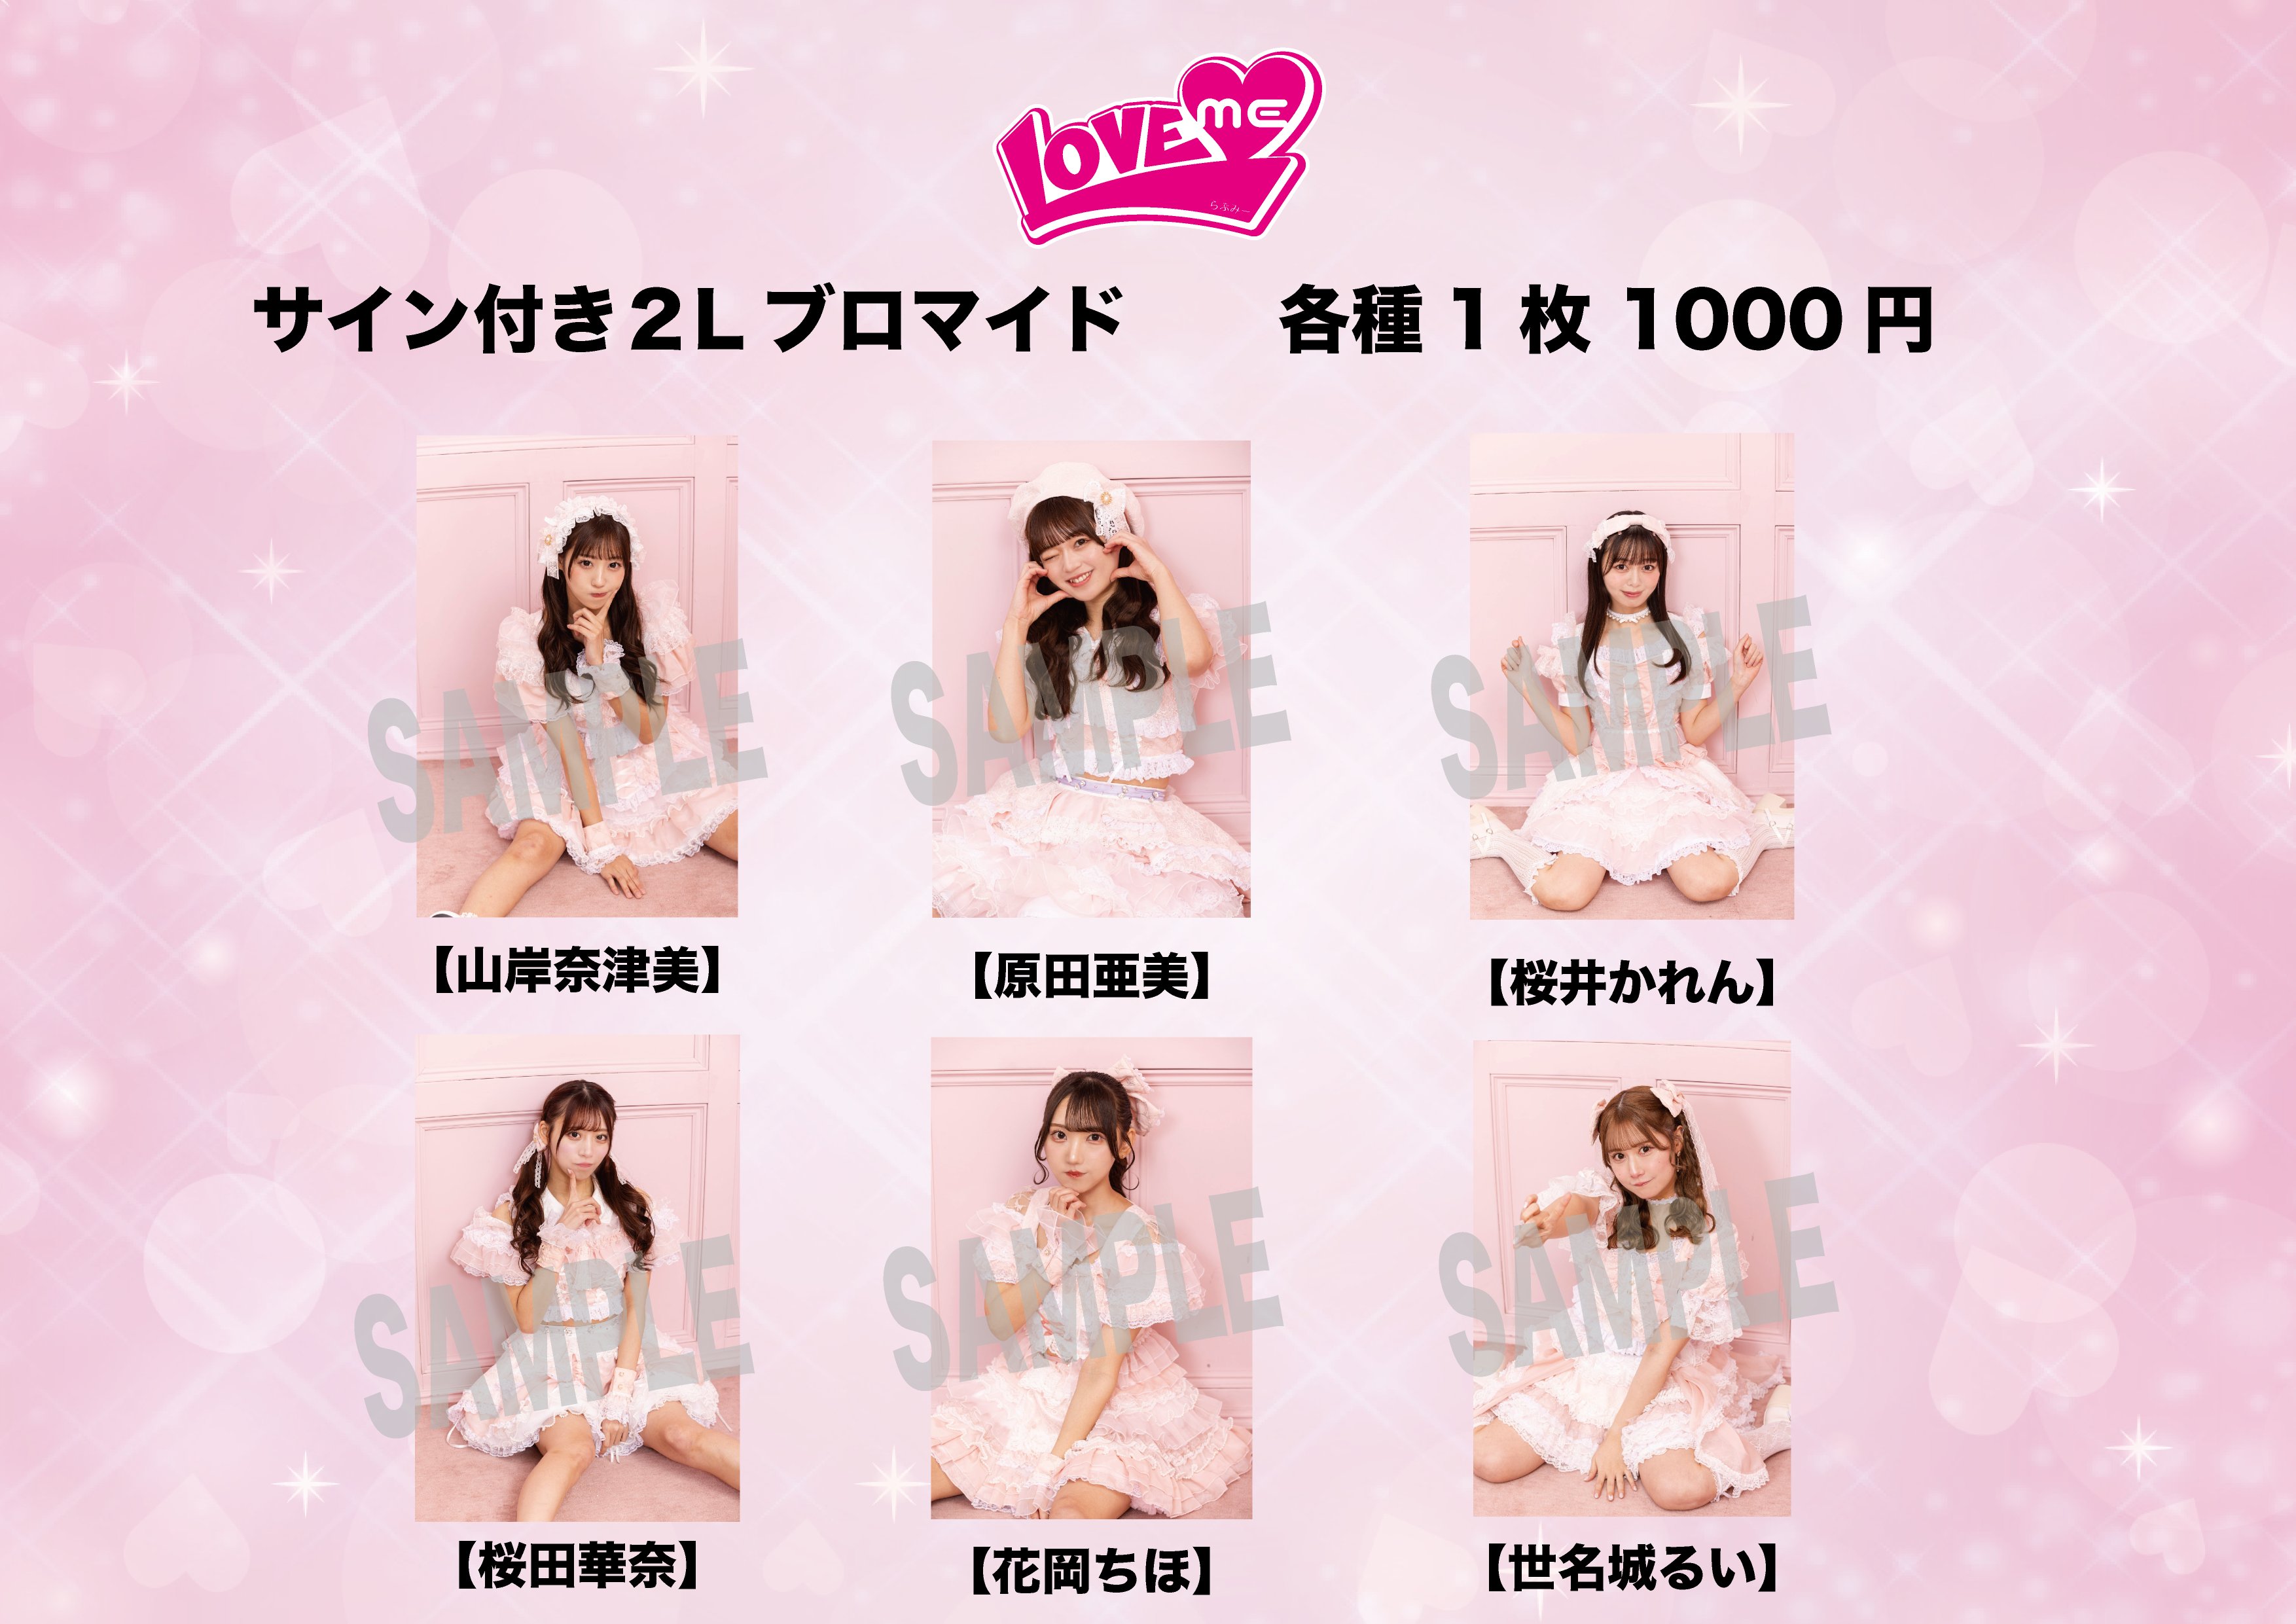 LOVE ME
らぶみー
サイン付き2Lブロマイド 各種1枚1000円
SAMPLE SAMPLE SAMPLE
【山岸奈津美】 【原田亜美】 【桜井かれん】
SAMPLE SAMPLE SAMPLE
【桜田華奈】 【花岡ちほ】 【世名城るい】